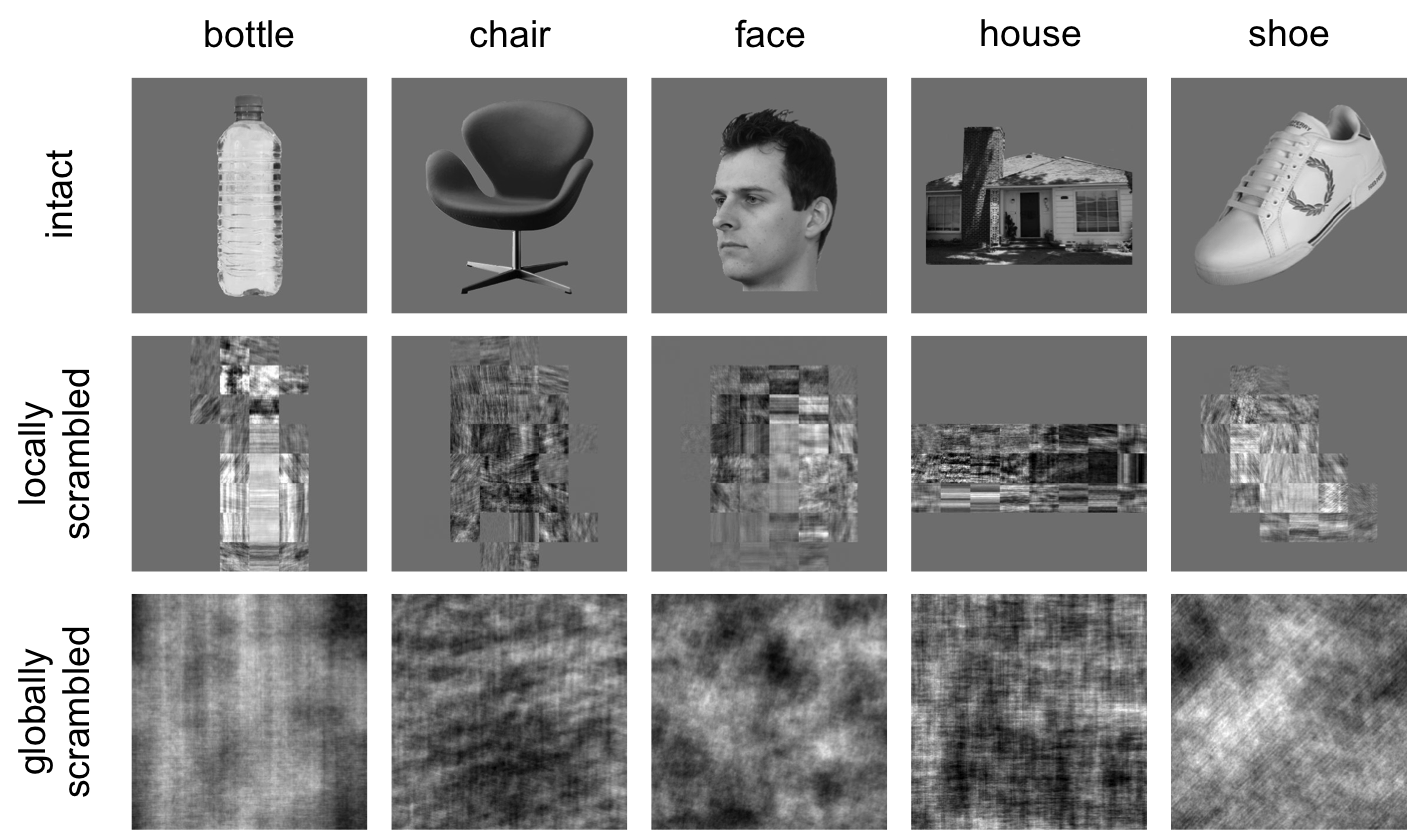 bottle
chair
face
house
shoe
intact
locally
scrambled
globally
scrambled